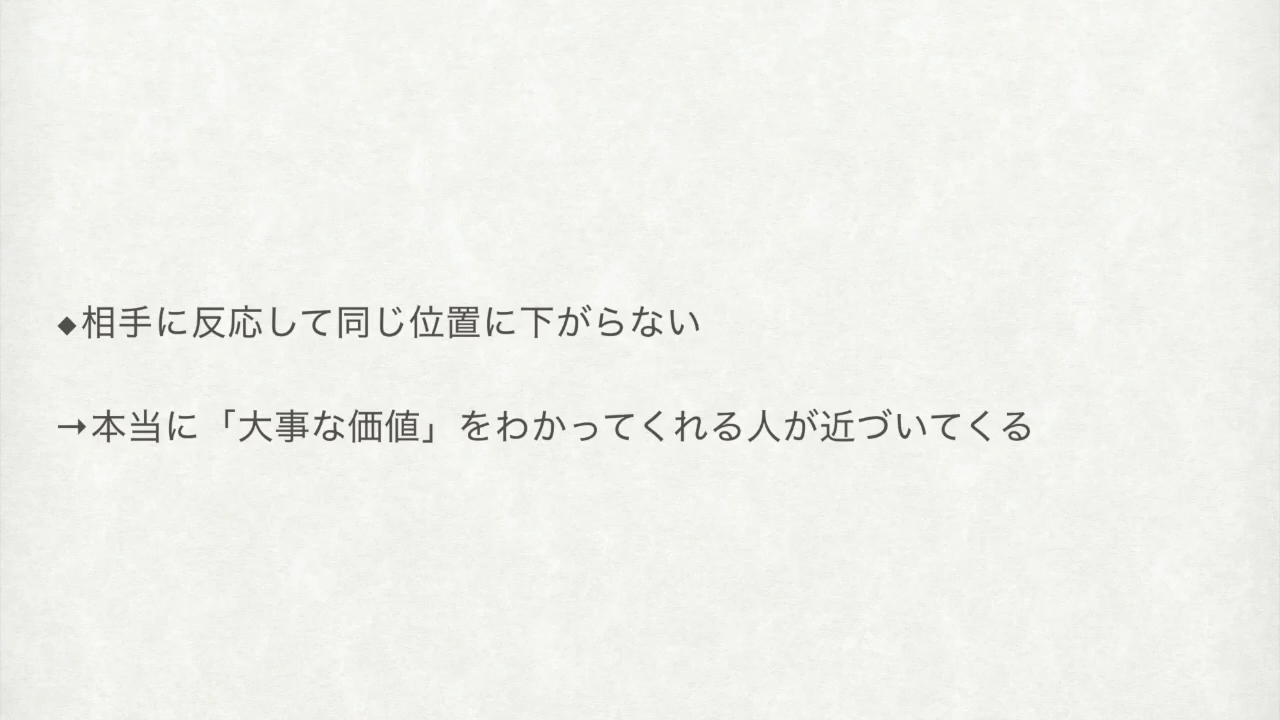 ◆相手に反応して同じ位置に下がらない
→本当に「大事な価値」をわかってくれる人が近づいてくる